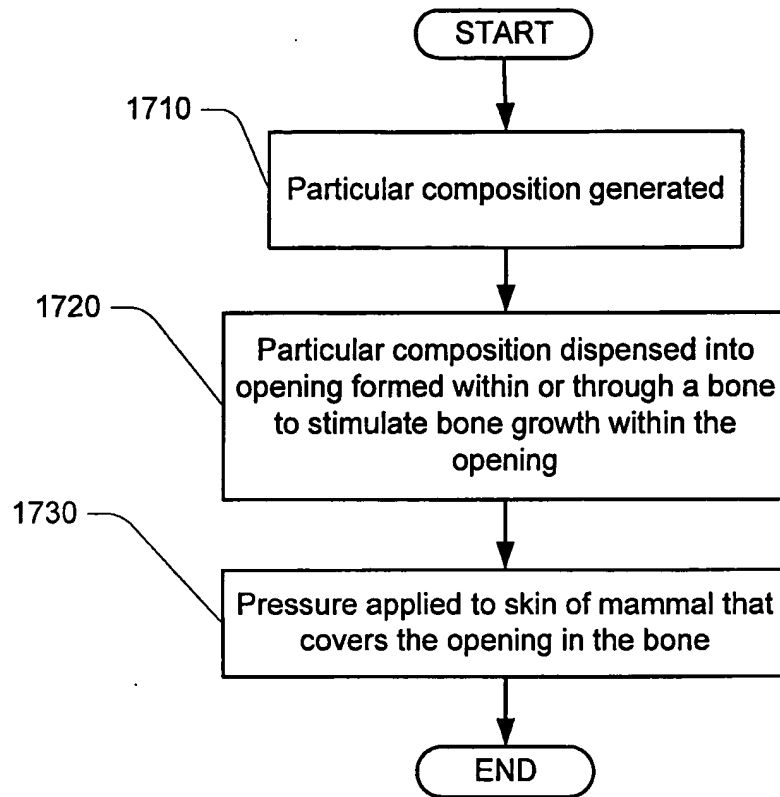 START
1710
Particular composition generated
1720
Particular composition dispensed into
opening formed within or through a bone
to stimulate bone growth within the
opening
1730
Pressure applied to skin of mammal that
covers the opening in the bone
END